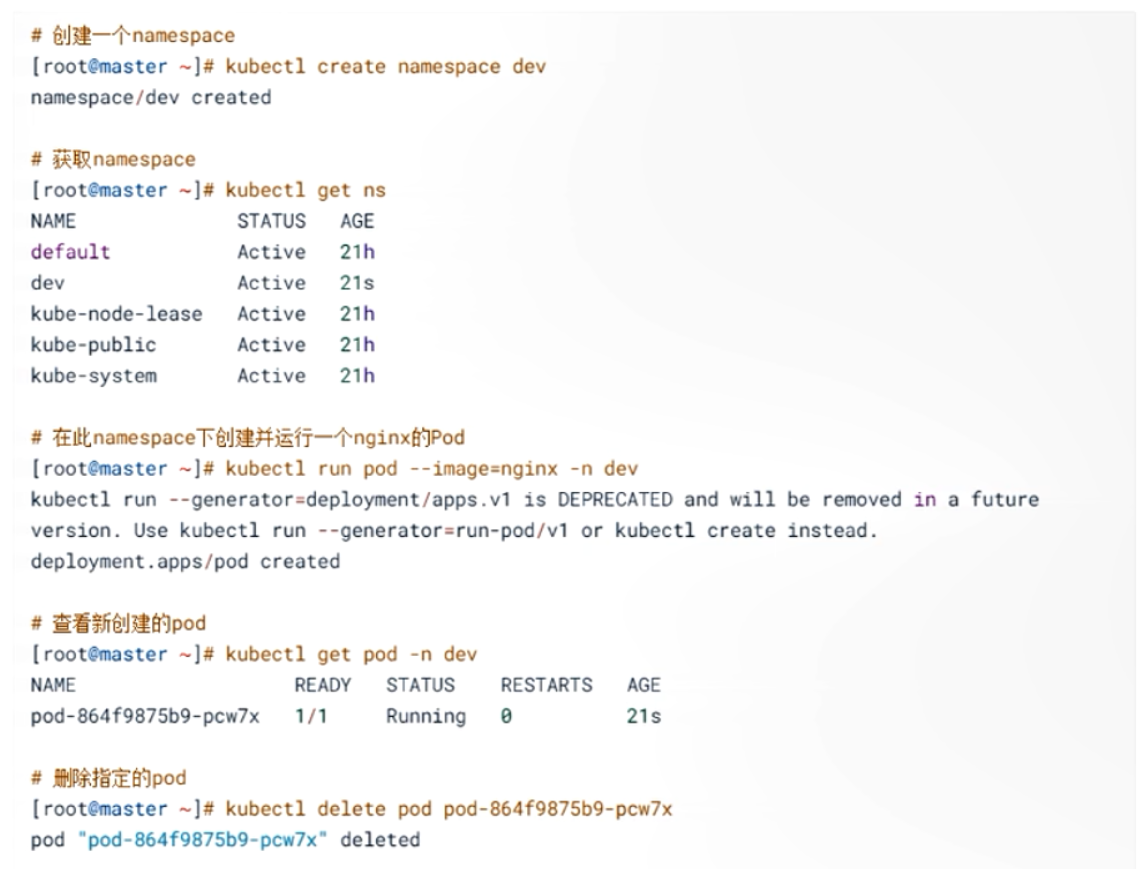 # 创建一个namespace
[root@master ~]# kubectl create namespace dev
namespace/dev created
# 获取namespace
[root@master ~]# kubectl get ns
NAME STATUS AGE
default Active 21h
dev Active 21s
kube-node-lease Active 21h
kube-public Active 21h
kube-system Active 21h
# 在此namespace下创建并运行一个nginx的Pod
[root@master ~]# kubectl run pod --image=nginx -n dev
kubectl run --generator=deployment/apps.v1 is DEPRECATED and will be removed in a future
version. Use kubectl run --generator=run-pod/v1 or kubectl create instead.
deployment.apps/pod created
# 查看新创建的pod
[root@master ~]# kubectl get pod -n dev
NAME READY STATUS RESTARTS AGE
pod-864f9875b9-pcw7x 1/1 Running 0 21s
# 删除指定的pod
[root@master ~]# kubectl delete pod pod-864f9875b9-pcw7x
pod "pod-864f9875b9-pcw7x" deleted